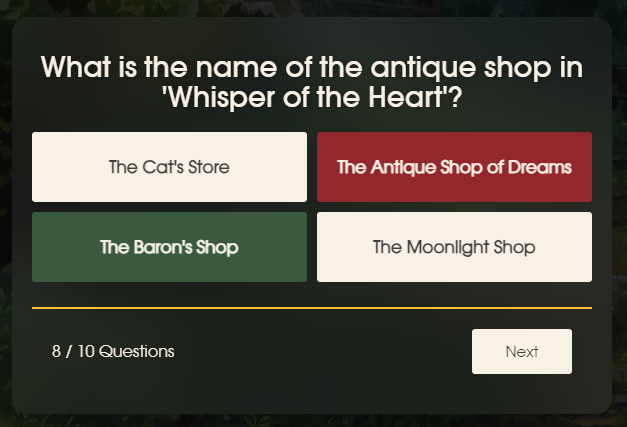 What is the name of the antique shop in
'Whisper of the Heart'?
The Cat's Store
The Antique Shop of Dreams
The Baron's Shop
The Moonlight Shop
8 / 10 Questions
Next